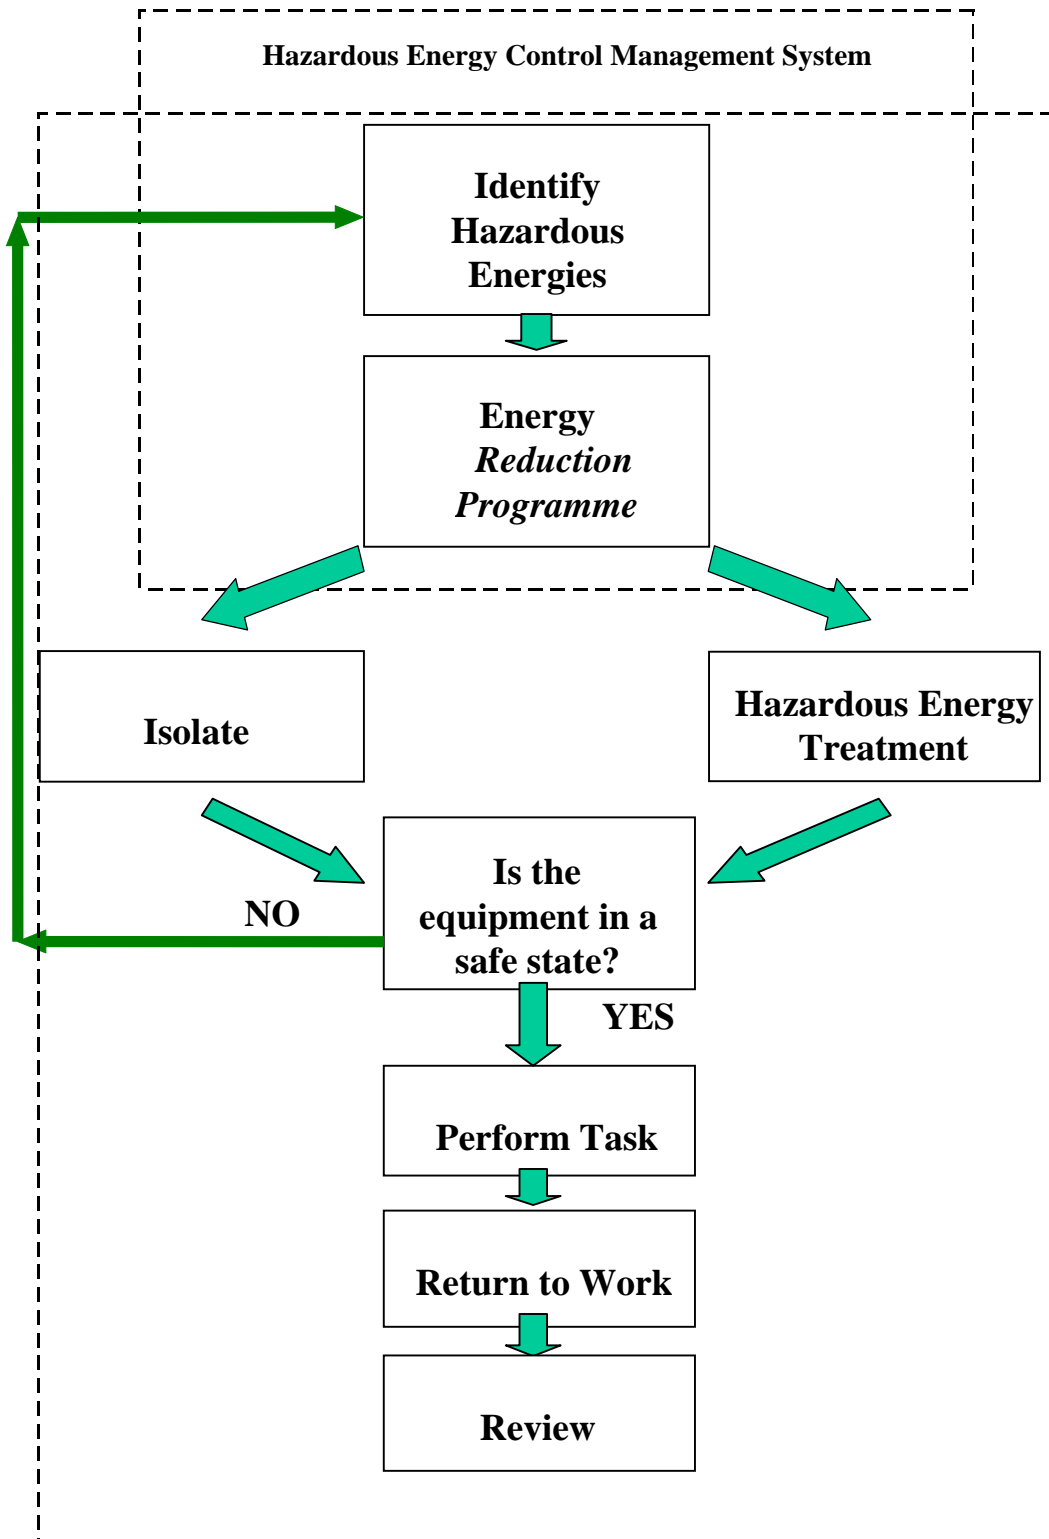 Hazardous Energy Control Management System
Identify
Hazardous
Energies
Energy
Reduction
Programme
Isolate
Hazardous Energy
Treatment
Is the
equipment in a
safe state?
NO
YES
Perform Task
Return to Work
Review